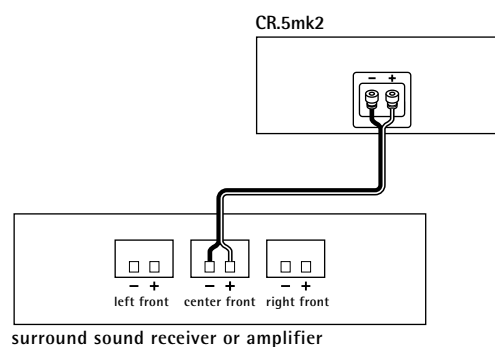 CR.5mk2
– +
– + – + – +
left front center front right front
surround sound receiver or amplifier